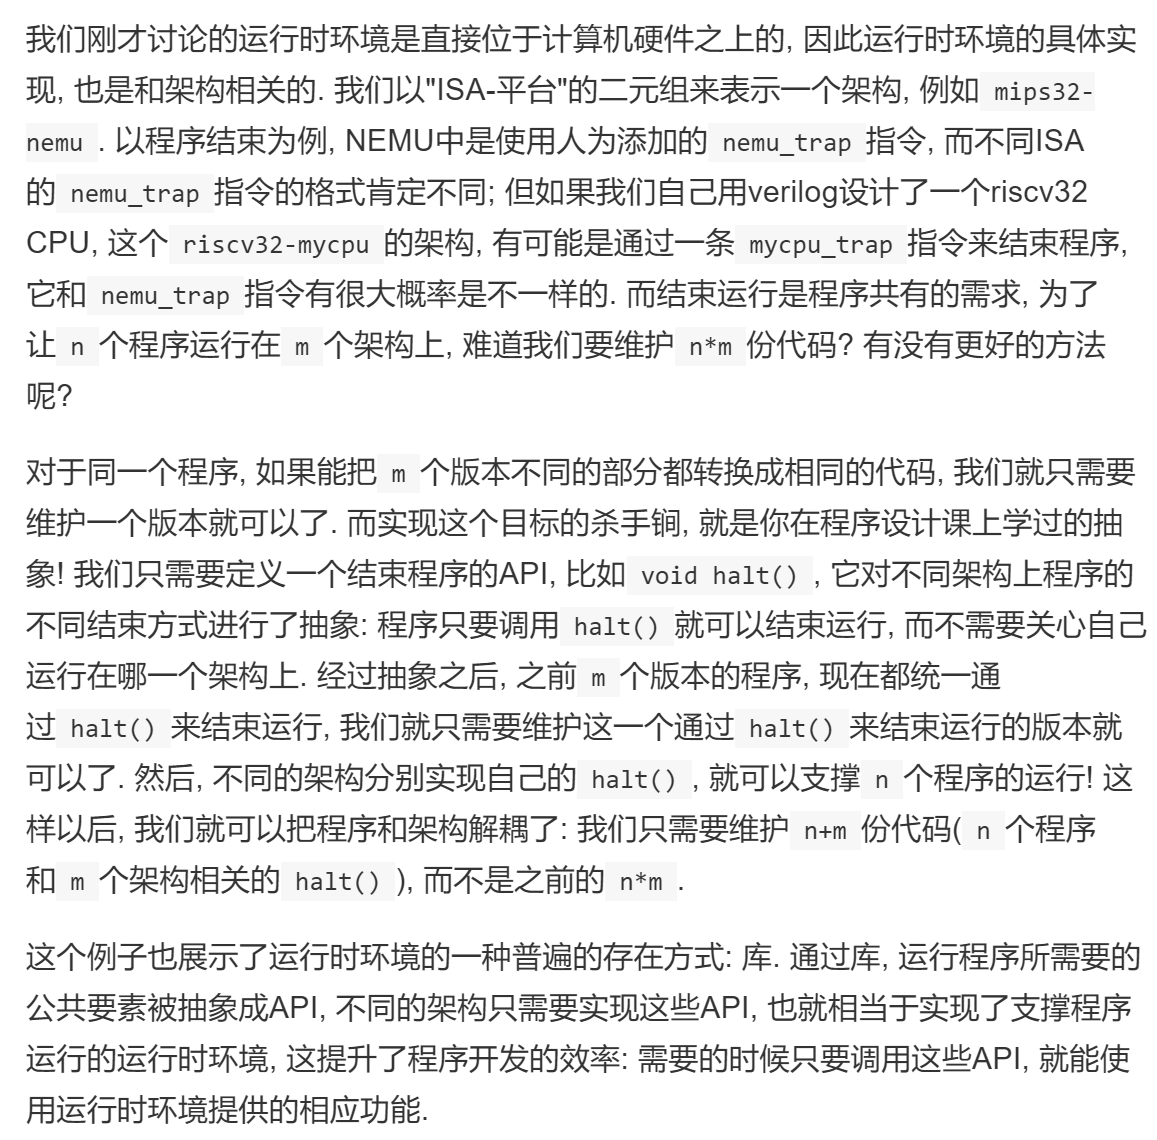 我们刚才讨论的运行时环境是直接位于计算机硬件之上的, 因此运行时环境的具体实
现, 也是和架构相关的. 我们以"ISA-平台"的二元组来表示一个架构, 例如 mips32-
nemu . 以程序结束为例, NEMU中是使用人为添加的 nemu_trap 指令, 而不同ISA
的 nemu_trap 指令的格式肯定不同; 但如果我们自己用verilog设计了一个riscv32
CPU, 这个 riscv32-mycpu 的架构, 有可能是通过一条 mycpu_trap 指令来结束程序,
它和 nemu_trap 指令有很大概率是不一样的. 而结束运行是程序共有的需求, 为了
让 n 个程序运行在 m 个架构上, 难道我们要维护 n*m 份代码? 有没有更好的方法
呢?
对于同一个程序, 如果能把 m 个版本不同的部分都转换成相同的代码, 我们就只需要
维护一个版本就可以了. 而实现这个目标的杀手锏, 就是你在程序设计课上学过的抽
象! 我们只需要定义一个结束程序的API, 比如 void halt() , 它对不同架构上程序的
不同结束方式进行了抽象: 程序只要调用 halt() 就可以结束运行, 而不需要关心自己
运行在哪一个架构上. 经过抽象之后, 之前 m 个版本的程序, 现在都统一通
过 halt() 来结束运行, 我们就只需要维护这一个通过 halt() 来结束运行的版本就
可以了. 然后, 不同的架构分别实现自己的 halt() , 就可以支撑 n 个程序的运行! 这
样以后, 我们就可以把程序和架构解耦了: 我们只需要维护 n+m 份代码( n 个程序
和 m 个架构相关的 halt() ), 而不是之前的 n*m .
这个例子也展示了运行时环境的一种普遍的存在方式: 库. 通过库, 运行程序所需要的
公共要素被抽象成API, 不同的架构只需要实现这些API, 也就相当于实现了支撑程序
运行的运行时环境, 这提升了程序开发的效率: 需要的时候只要调用这些API, 就能使
用运行时环境提供的相应功能.